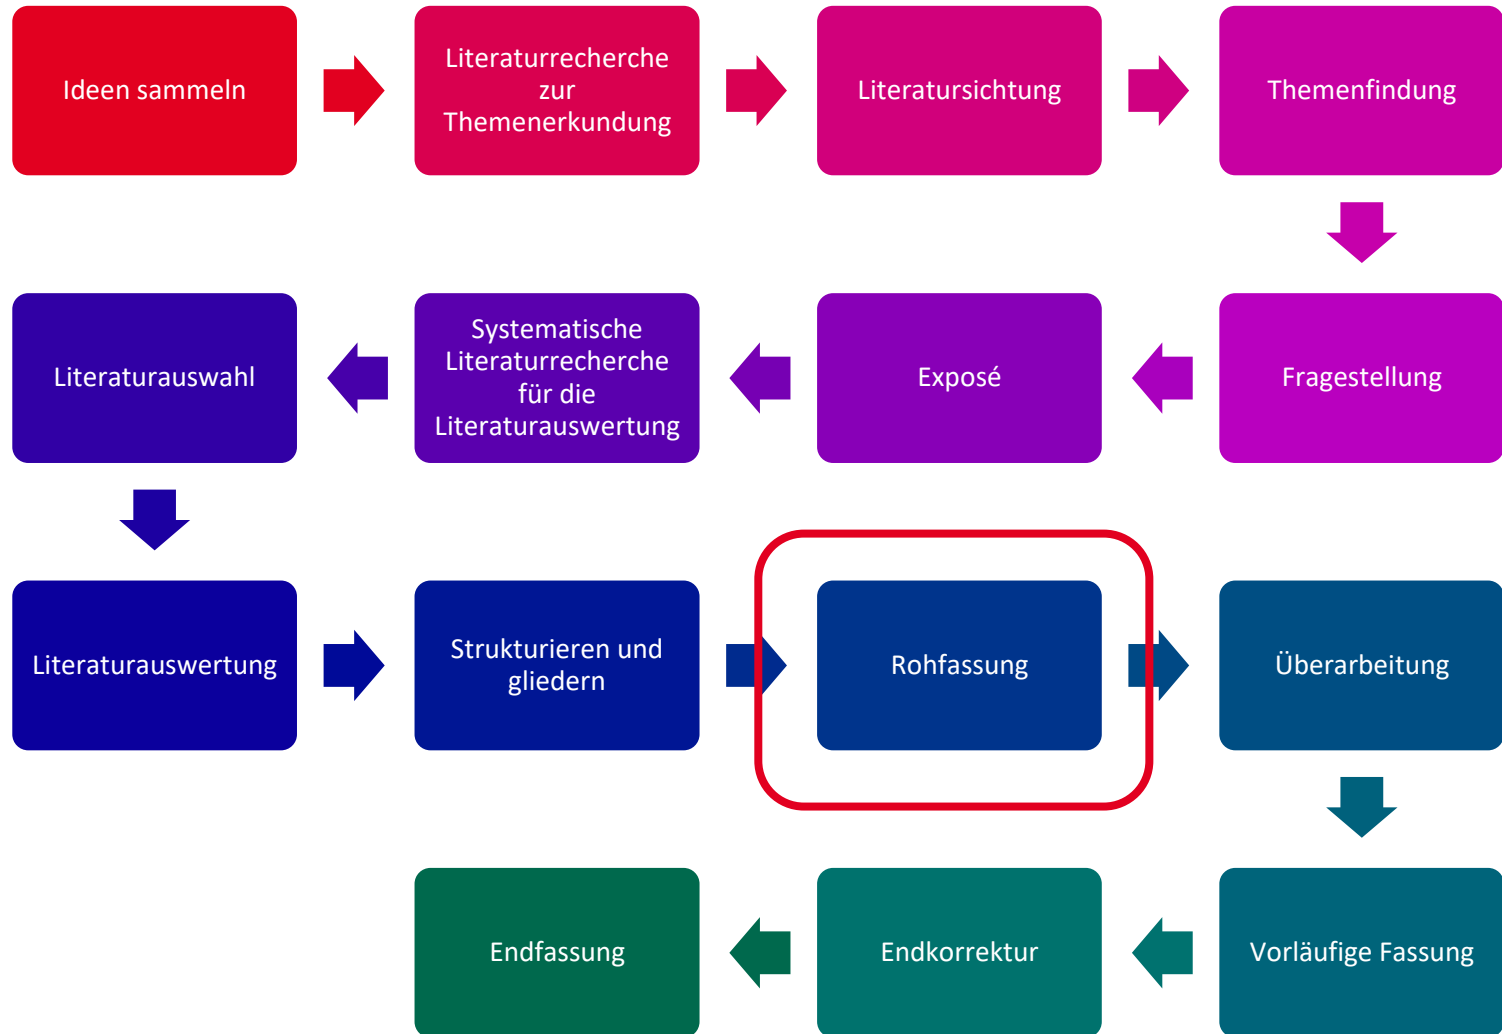 Ideen sammeln
Literaturrecherche
zur
Themenerkundung
Literatursichtung
Themenfindung
Fragestellung
Exposé
Systematische
Literaturrecherche
für die
Literaturauswertung
Literaturauswahl
Literaturauswertung
Strukturieren und
gliedern
Rohfassung
Überarbeitung
Vorläufige Fassung
Endkorrektur
Endfassung